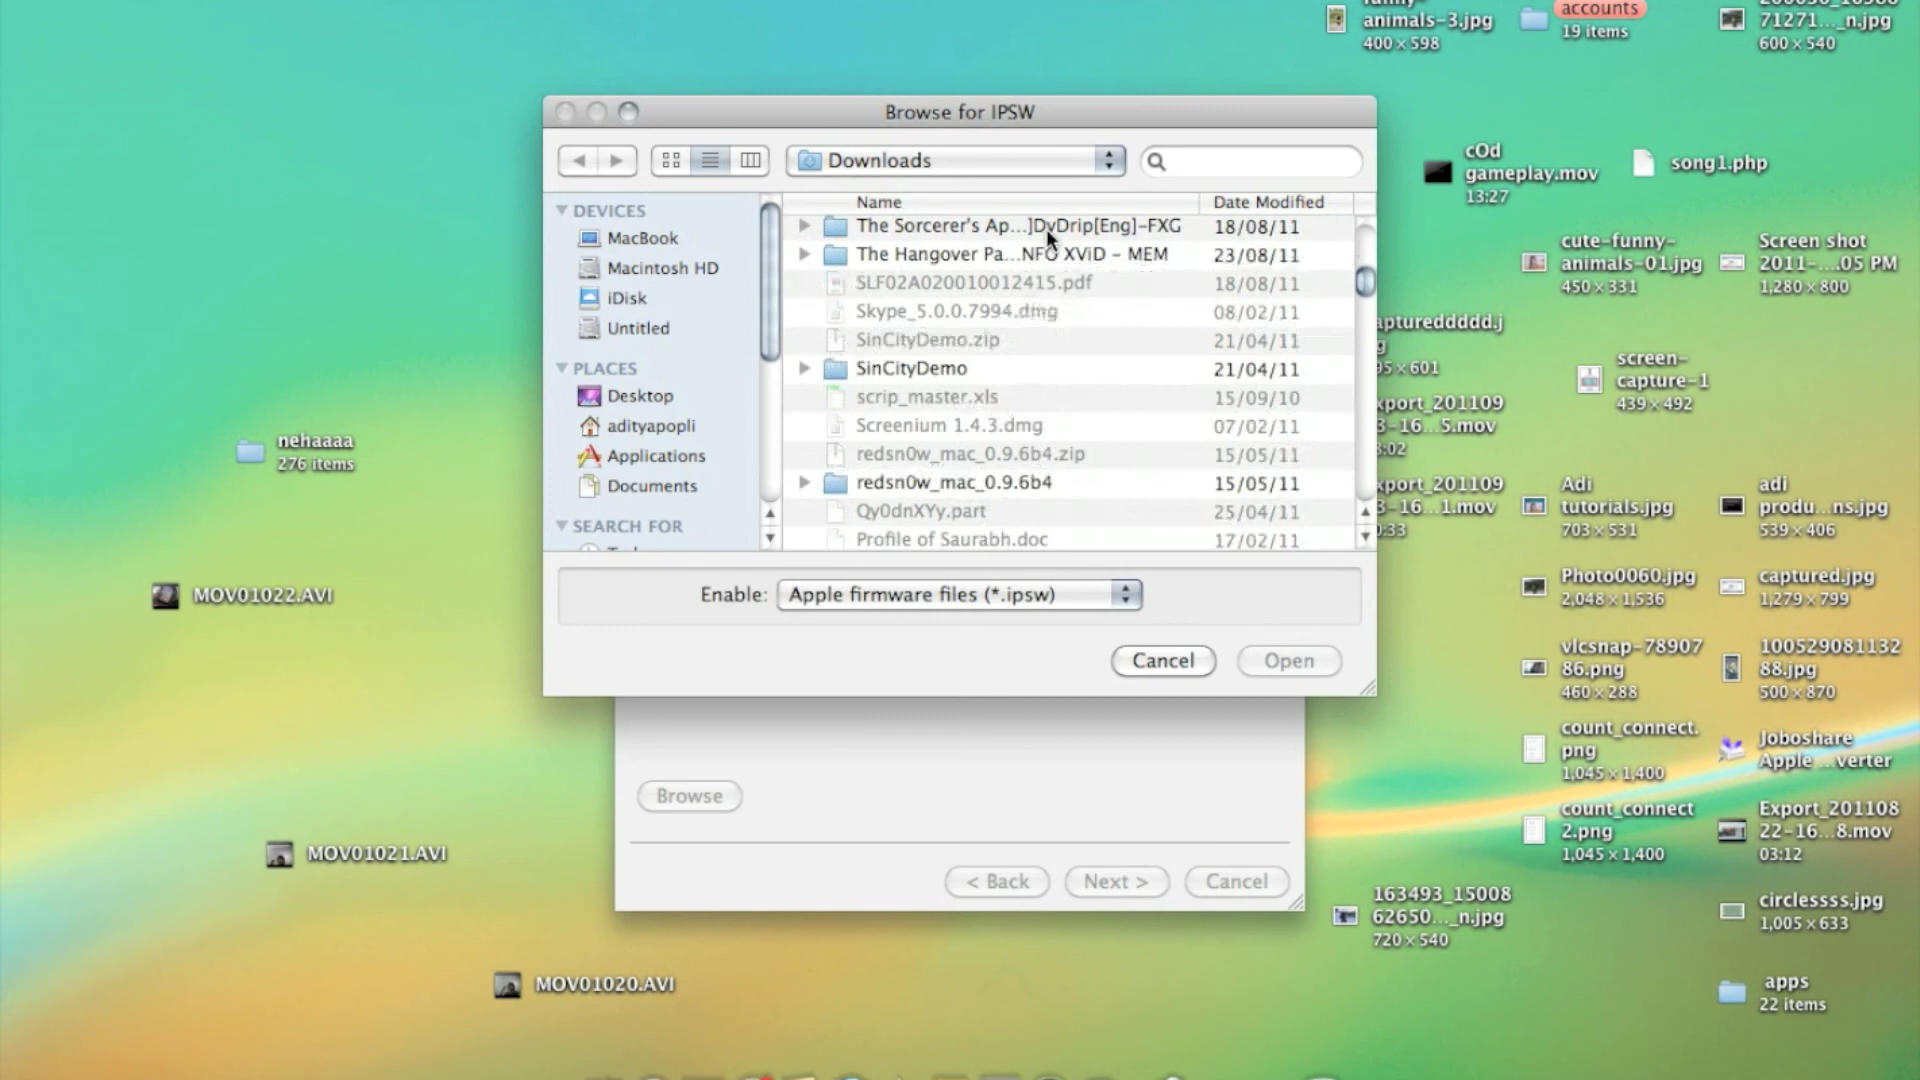 animals-3.jpg
400 × 598
accounts
19 items
71271..._n.jpg
600 × 540
Browse for IPSW
Downloads
DEVICES
MacBook
Macintosh HD
iDisk
Untitled
PLACES
Desktop
adityapopli
Applications
Documents
SEARCH FOR
Name
Date Modified
The Sorcerer's Ap...]DvDrip[Eng]-FXG 18/08/11
The Hangover Pa...NFO XViD - MEM 23/08/11
SLF02A020010012415.pdf 18/08/11
Skype_5.0.0.7994.dmg 08/02/11
SinCityDemo.zip 21/04/11
SinCityDemo 21/04/11
scrip_master.xls 15/09/10
Screenium 1.4.3.dmg 07/02/11
redsn0w_mac_0.9.6b4.zip 15/05/11
redsn0w_mac_0.9.6b4 15/05/11
Qy0dnXYy.part 25/04/11
Profile of Saurabh.doc 17/02/11
Enable: Apple firmware files (*.ipsw)
Cancel
Open
Browse
< Back
Next >
Cancel
nehaaaa
276 items
MOV01022.AVI
MOV01021.AVI
MOV01020.AVI
cOd
gameplay.mov
13:27
song1.php
cute-funny-
animals-01.jpg
450 × 331
Screen shot
2011-....05 PM
1,280 × 800
screen-
capture-1
439 × 492
Adi
tutorials.jpg
703 × 531
adi
produ...ns.jpg
539 × 406
Photo0060.jpg
2,048 × 1,536
captured.jpg
1,279 × 799
vlcsnap-78907
86.png
460 × 288
100529081132
88.jpg
500 × 870
count_connect.
png
1,045 × 1,400
Joboshare
Apple ...verter
count_connect
2.png
1,045 × 1,400
Export_201108
22-16...8.mov
03:12
163493_15008
62650..._n.jpg
720 × 540
circlessss.jpg
1,005 × 633
apps
22 items